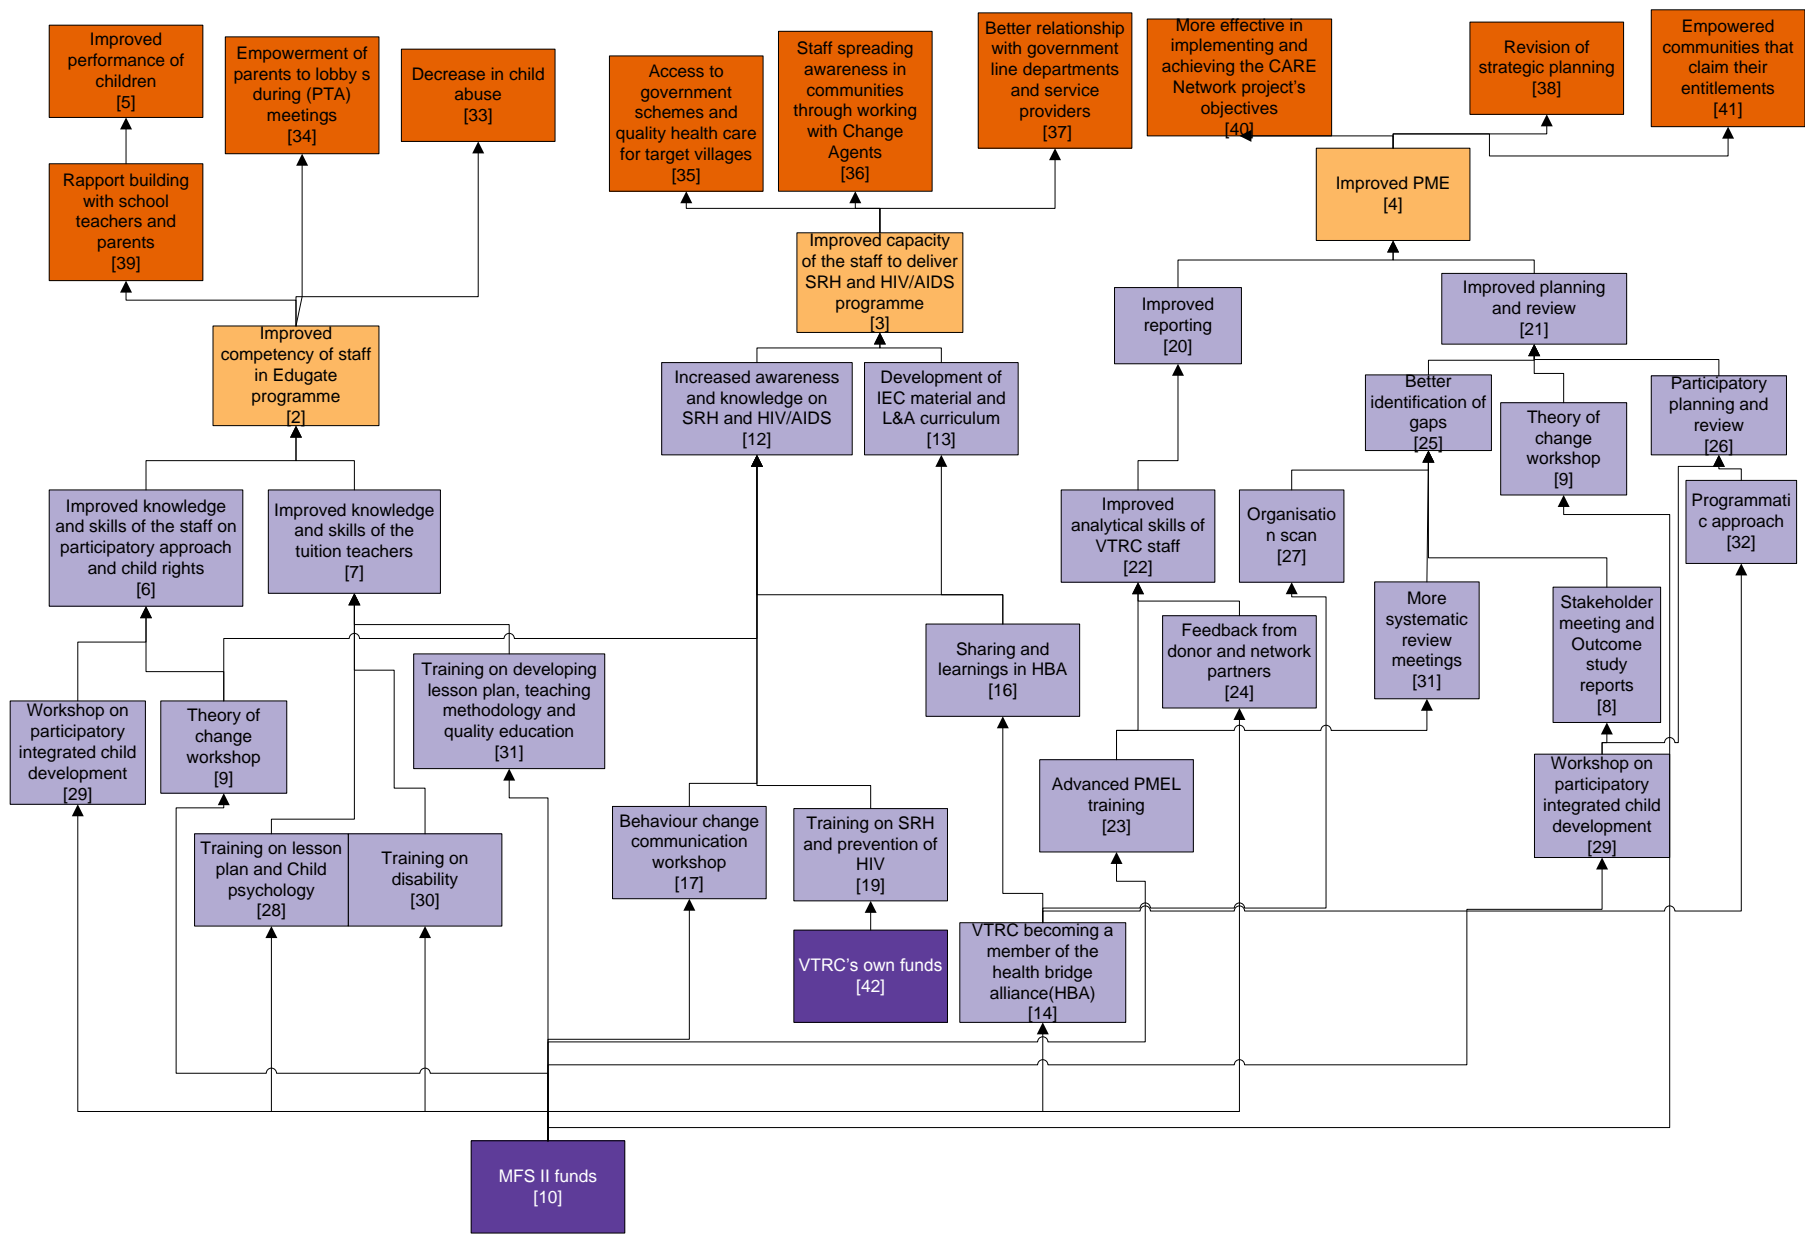 Improved
performance of
children
[5]
Empowerment of
parents to lobby s
during (PTA)
meetings
[34]
Decrease in child
abuse
[33]
Access to
government
schemes and
quality health care
for target villages
[35]
Staff spreading
awareness in
communities
through working
with Change
Agents
[36]
Better relationship
with government
line departments
and service
providers
[37]
More effective in
implementing and
achieving the CARE
Network project's
objectives
[40]
Revision of
strategic planning
[38]
Empowered
communities that
claim their
entitlements
[41]
Rapport building
with school
teachers and
parents
[39]
Improved PME
[4]
Improved capacity
of the staff to deliver
SRH and HIV/AIDS
programme
[3]
Improved
competency of staff
in Edugate
programme
[2]
Improved
reporting
[20]
Improved planning
and review
[21]
Increased awareness
and knowledge on
SRH and HIV/AIDS
[12]
Development of
IEC material and
L&A curriculum
[13]
Better
identification of
gaps
[25]
Theory of
change
workshop
[9]
Participatory
planning and
review
[26]
Improved knowledge
and skills of the staff on
participatory approach
and child rights
[6]
Improved knowledge
and skills of the
tuition teachers
[7]
Improved
analytical skills of
VTRC staff
[22]
Organisatio
n scan
[27]
Programmati
c approach
[32]
More
systematic
review
meetings
[31]
Stakeholder
meeting and
Outcome
study
reports
[8]
Sharing and
learnings in HBA
[16]
Feedback from
donor and network
partners
[24]
Training on developing
lesson plan, teaching
methodology and
quality education
[31]
Workshop on
participatory
integrated child
development
[29]
Theory of
change
workshop
[9]
Advanced PMEL
training
[23]
Workshop on
participatory
integrated child
development
[29]
Training on lesson
plan and Child
psychology
[28]
Training on
disability
[30]
Behaviour change
communication
workshop
[17]
Training on SRH
and prevention of
HIV
[19]
VTRC's own funds
[42]
VTRC becoming a
member of the
health bridge
alliance(HBA)
[14]
MFS II funds
[10]